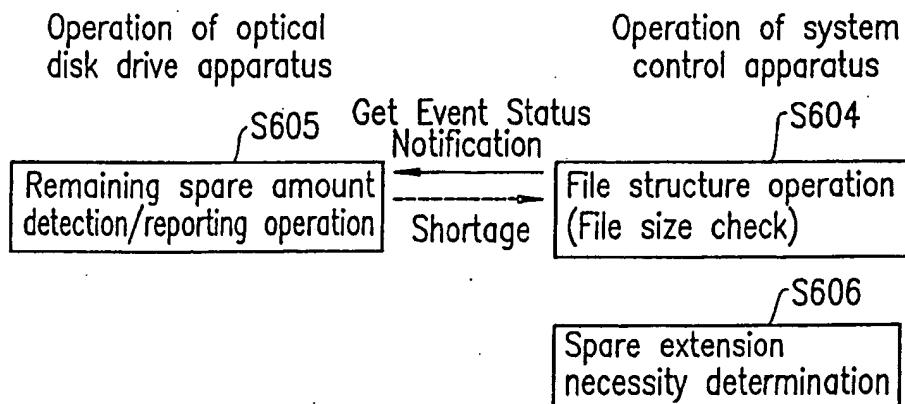 Operation of optical
disk drive apparatus
Operation of system
control apparatus
Get Event Status
Notification
S605
S604
Remaining spare amount
detection/reporting operation
Shortage
File structure operation
(File size check)
S606
Spare extension
necessity determination